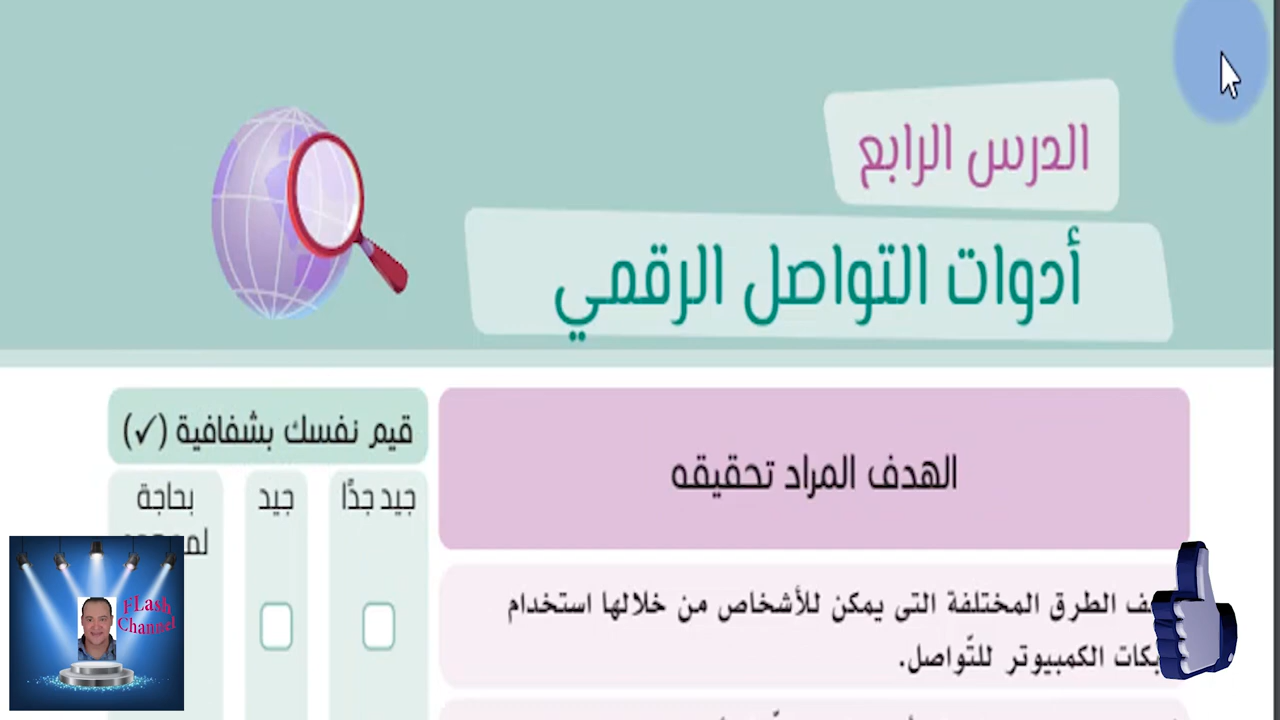 الدرس الرابع
أدوات التواصل الرقمي
الهدف المراد تحقيقه
قيم نفسك بشفافية (✓)
جيد جدًا
جيد
بحاجة
الطرق المختلفة التى يمكن للأشخاص من خلالها استخدام
الكمبيوتر للتّواصل.
FLash
Channel